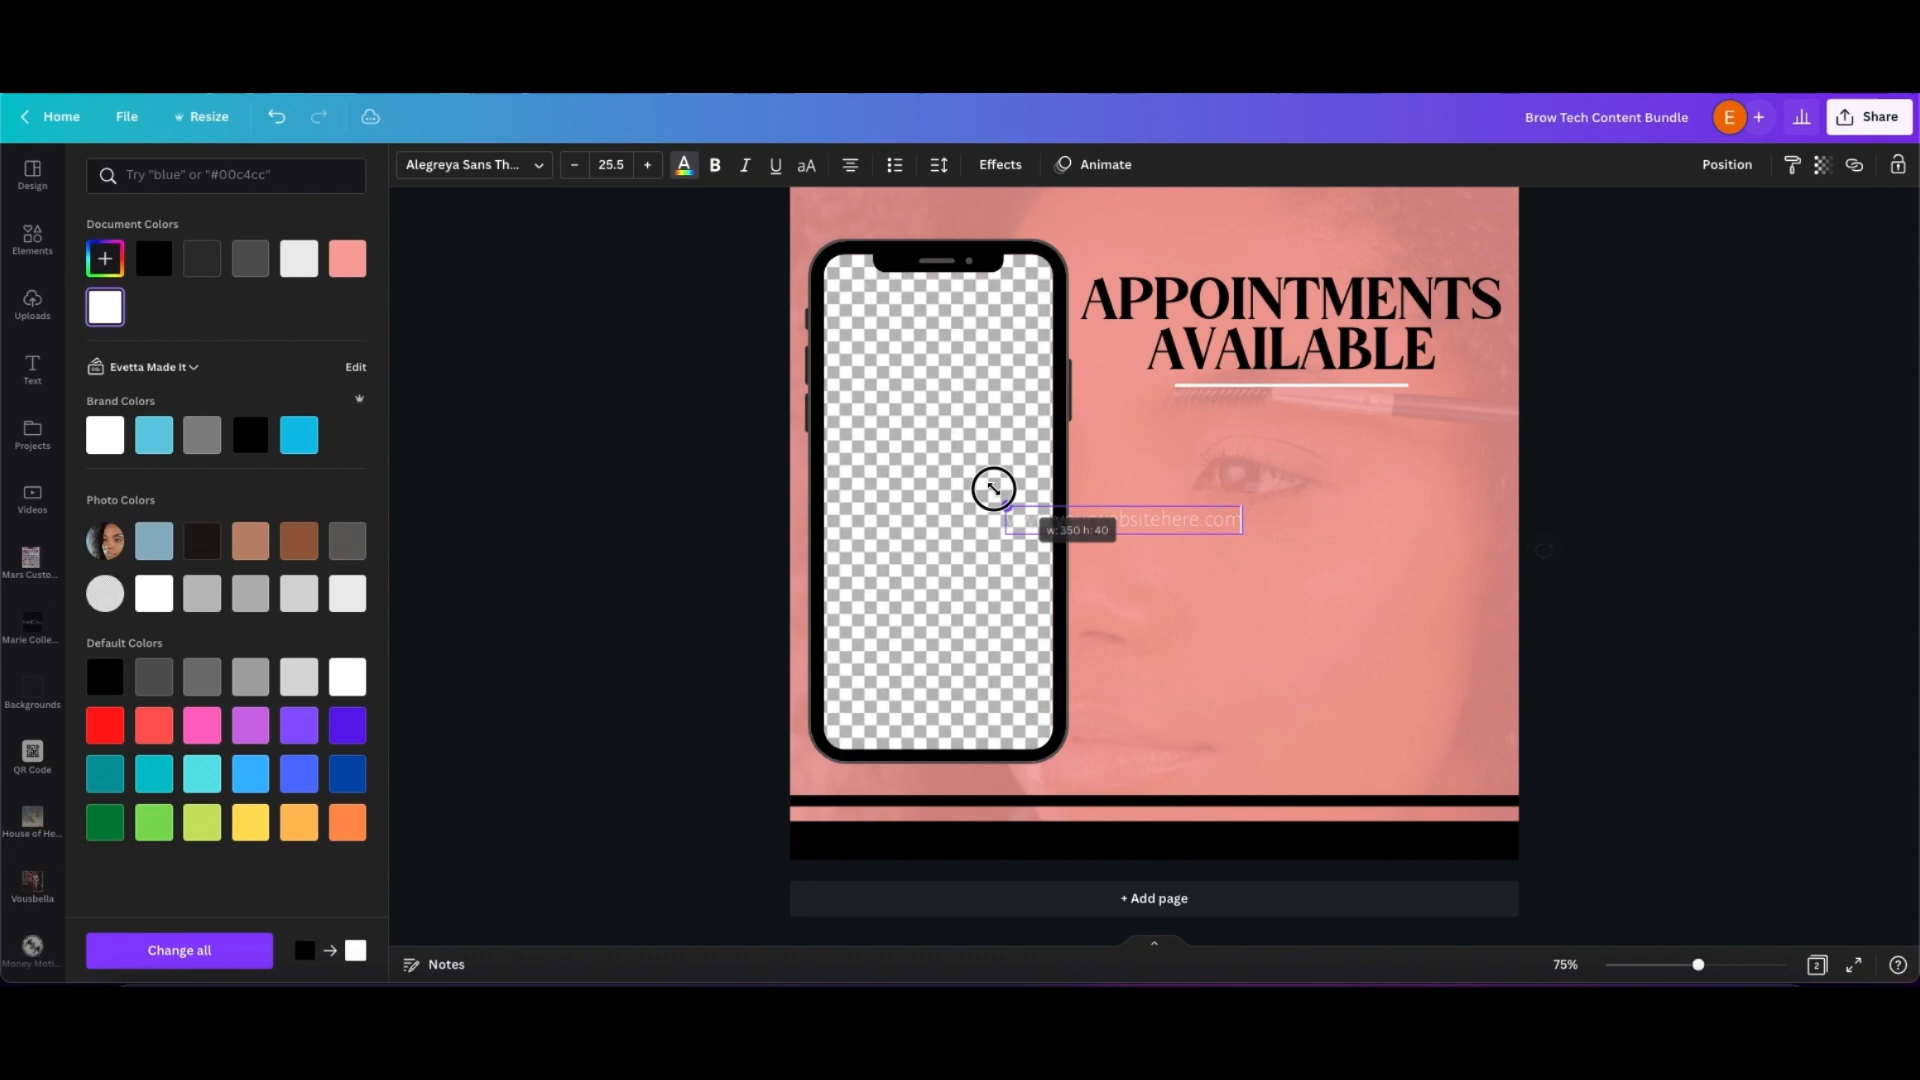 Home File Resize Brow Tech Content Bundle E + Share
Try "blue" or "#00c4cc" Alegreya Sans Th... − 25.5 + A B I U aA Effects Animate Position
Design
Elements
Uploads
Text
Projects
Videos
Mars Custo...
Marie Colle...
Backgrounds
QR Code
House of He...
Vousbella
Money Moti...
Document Colors
Evetta Made It Edit
Brand Colors
Photo Colors
Default Colors
Change all
APPOINTMENTS
AVAILABLE
w: 350 h: 40
+ Add page
Notes 75% 2 ?